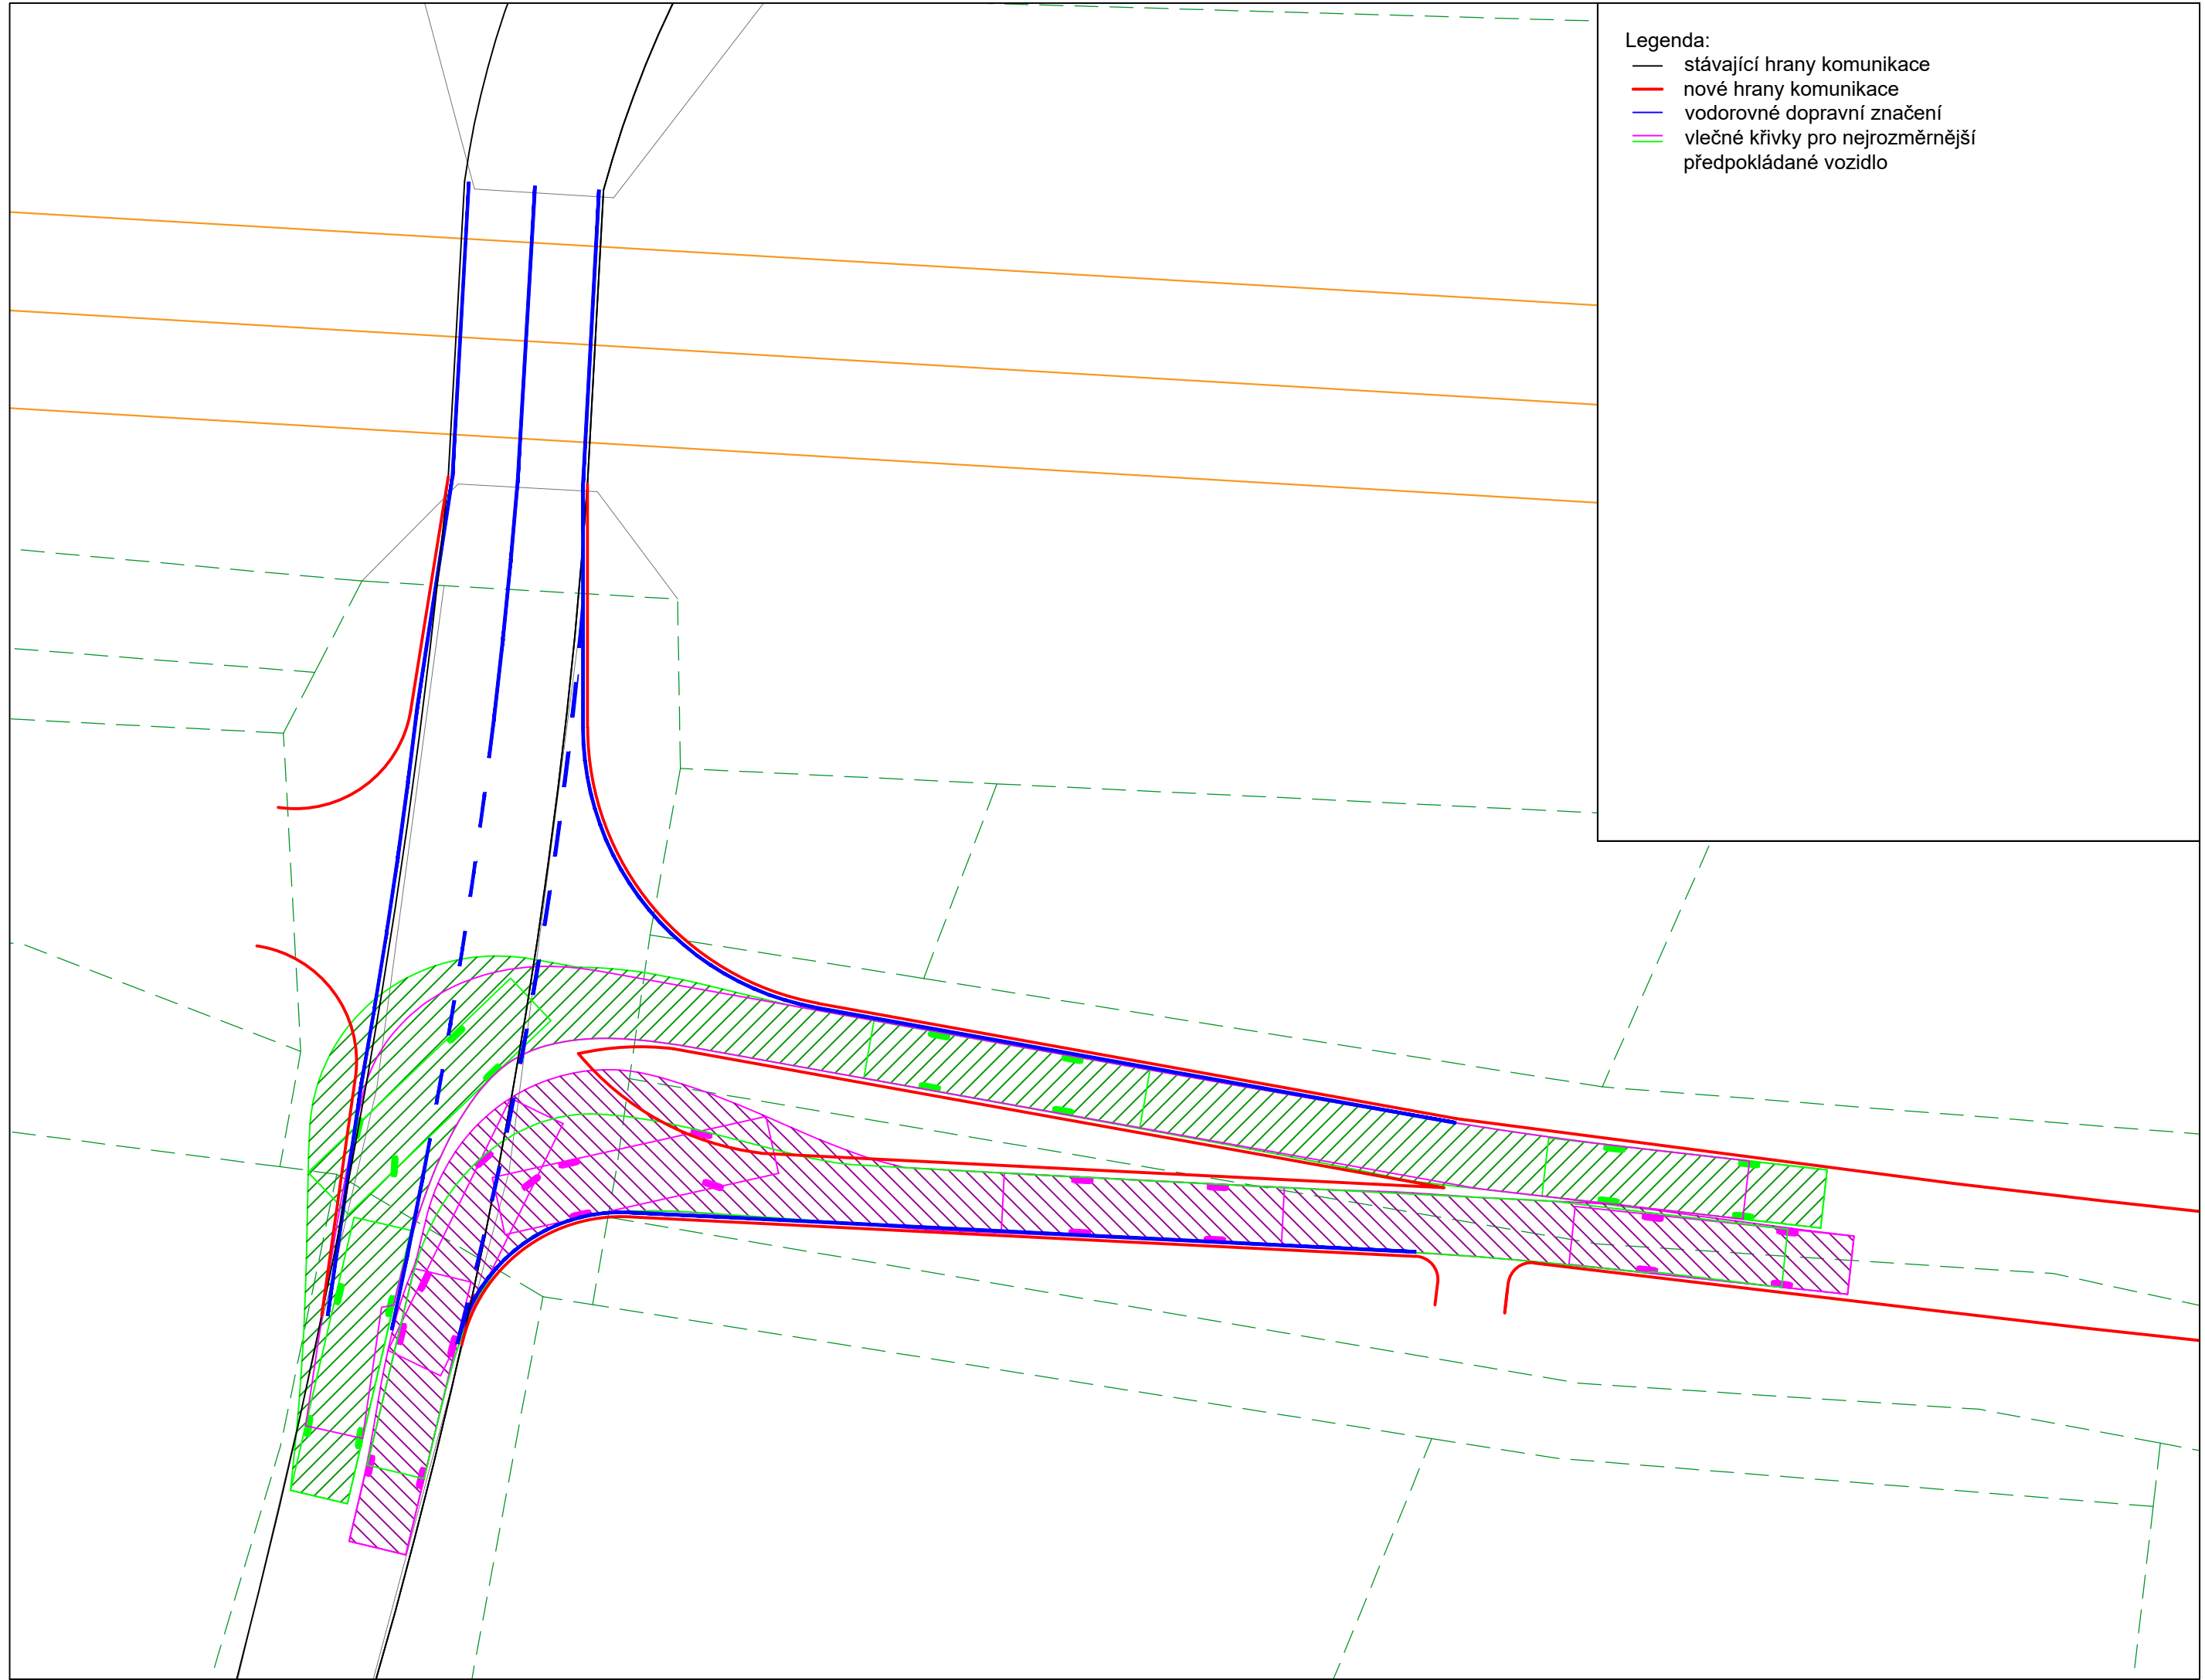 Legenda:
stávající hrany komunikace
nové hrany komunikace
vodorovné dopravní značení
vlečné křivky pro nejrozměrnější
předpokládané vozidlo